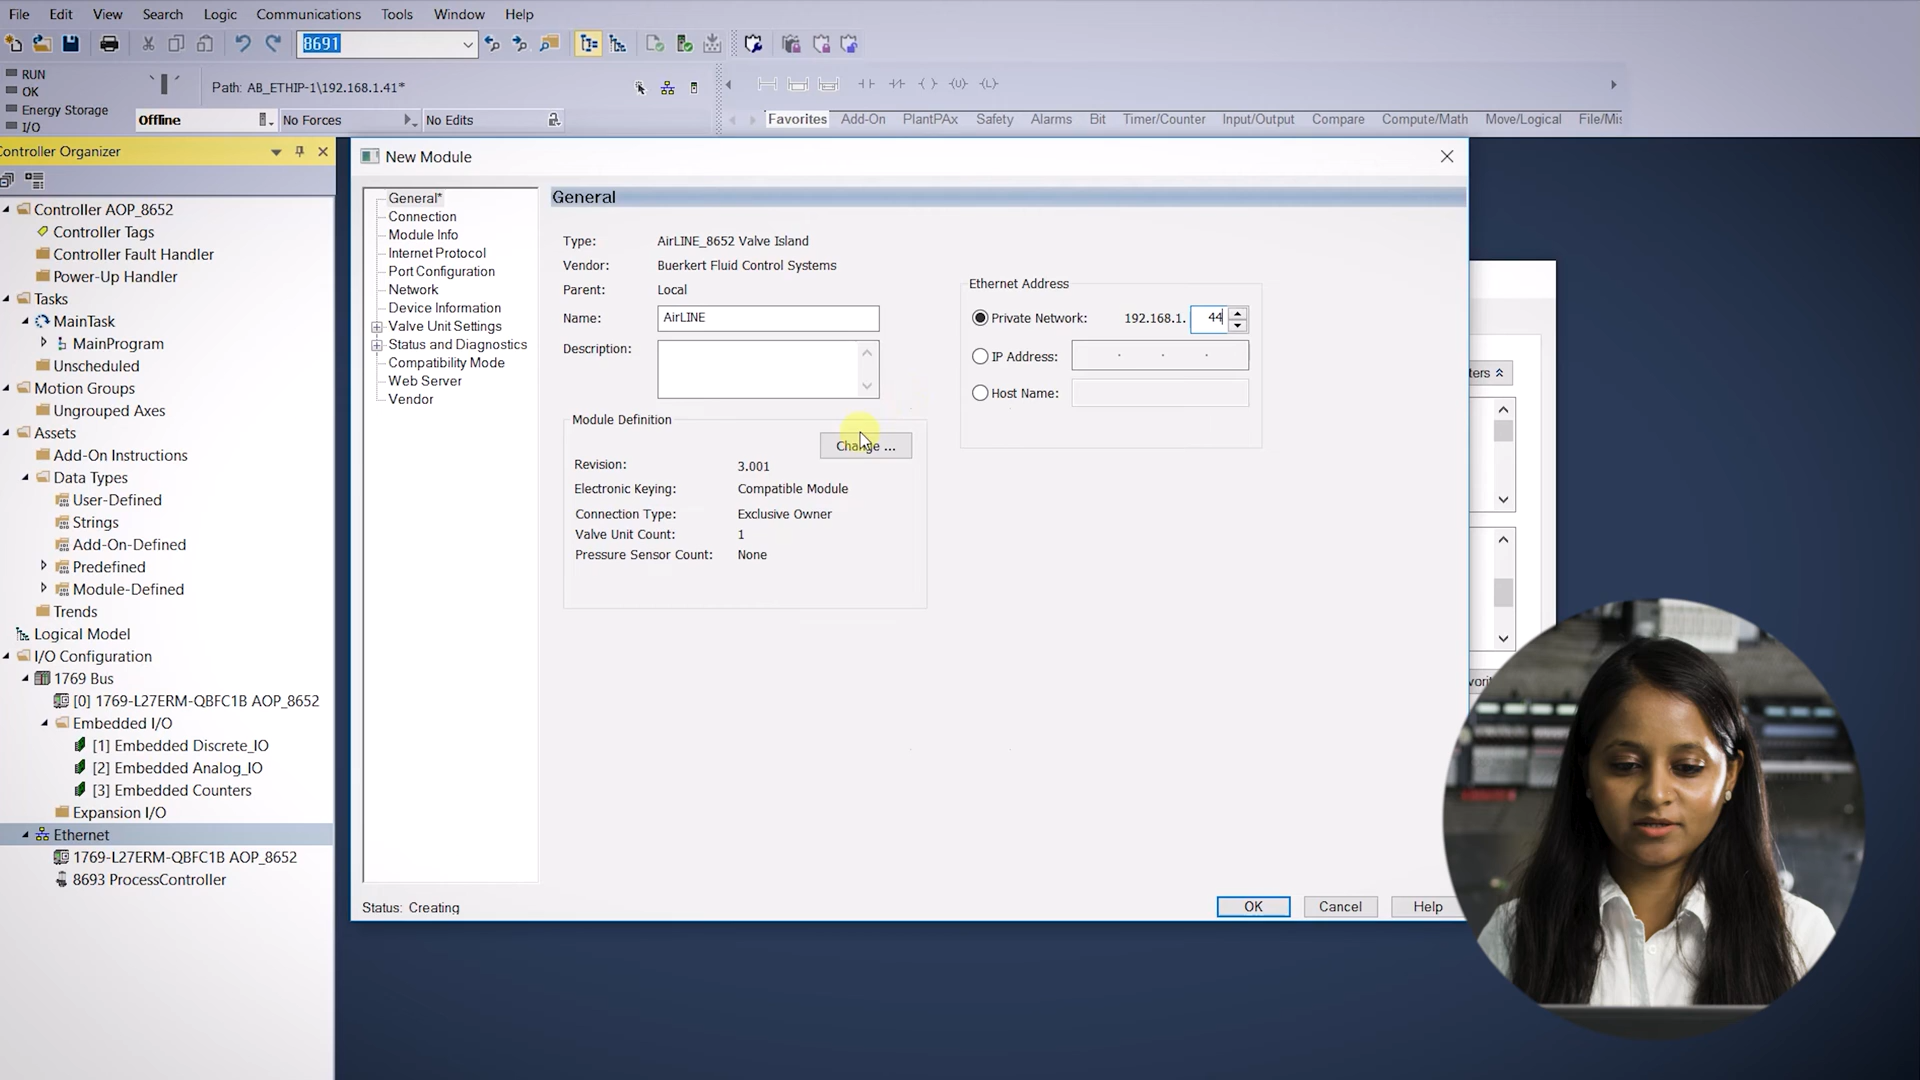 File Edit View Search Logic Communications Tools Window Help
8691
RUN
OK
Energy Storage
I/O
Path: AB_ETHIP-1\192.168.1.41*
Offline
No Forces
No Edits
Favorites Add-On PlantPAx Safety Alarms Bit Timer/Counter Input/Output Compare Compute/Math Move/Logical File/Mis
Controller Organizer
Controller AOP_8652
Controller Tags
Controller Fault Handler
Power-Up Handler
Tasks
MainTask
MainProgram
Unscheduled
Motion Groups
Ungrouped Axes
Assets
Add-On Instructions
Data Types
User-Defined
Strings
Add-On-Defined
Predefined
Module-Defined
Trends
Logical Model
I/O Configuration
1769 Bus
[0] 1769-L27ERM-QBFC1B AOP_8652
Embedded I/O
[1] Embedded Discrete_IO
[2] Embedded Analog_IO
[3] Embedded Counters
Expansion I/O
Ethernet
1769-L27ERM-QBFC1B AOP_8652
8693 ProcessController
New Module
General*
Connection
Module Info
Internet Protocol
Port Configuration
Network
Device Information
Valve Unit Settings
Status and Diagnostics
Compatibility Mode
Web Server
Vendor
General
Type: AirLINE_8652 Valve Island
Vendor: Buerkert Fluid Control Systems
Parent: Local
Name: AirLINE
Description:
Ethernet Address
Private Network: 192.168.1. 44
IP Address:
Host Name:
Module Definition
Change ...
Revision: 3.001
Electronic Keying: Compatible Module
Connection Type: Exclusive Owner
Valve Unit Count: 1
Pressure Sensor Count: None
Status: Creating
OK Cancel Help
ters
vori